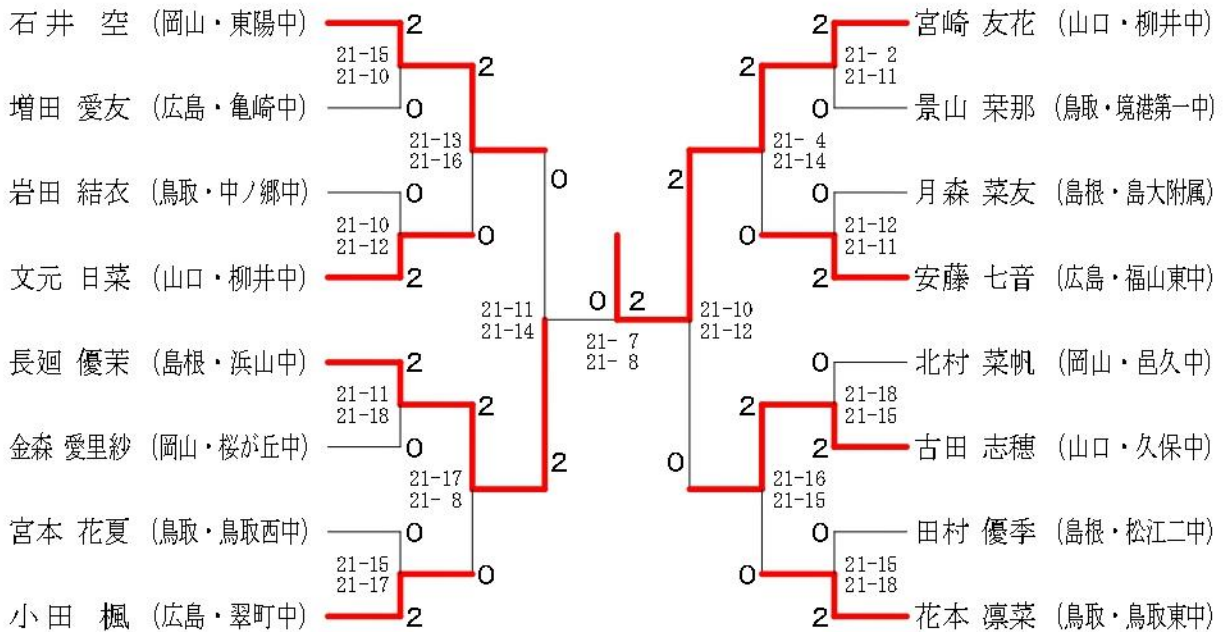 石井 空 (岡山・東陽中) 2
21-15
21-10
2
増田 愛友 (広島・亀崎中) 0
21-13
21-16
0
岩田 結衣 (鳥取・中ノ郷中) 0
21-10
21-12
0
文元 日菜 (山口・柳井中) 2
21-11
21-14
長廻 優茉 (島根・浜山中) 2
21-11
21-18
2
金森 愛里紗 (岡山・桜が丘中) 0
21-17
21- 8
2
宮本 花夏 (鳥取・鳥取西中) 0
21-15
21-17
0
小田 楓 (広島・翠町中) 2
0 2
21- 7
21- 8
2 宮崎 友花 (山口・柳井中)
2
21- 2
21-11
0 景山 栞那 (鳥取・境港第一中)
21- 4
21-14
2
0 月森 菜友 (島根・島大附属)
21-12
21-11
0
2 安藤 七音 (広島・福山東中)
21-10
21-12
0 北村 菜帆 (岡山・邑久中)
21-18
21-15
2
2 古田 志穂 (山口・久保中)
0
21-16
21-15
0 田村 優季 (島根・松江二中)
21-15
21-18
0
2 花本 凛菜 (鳥取・鳥取東中)